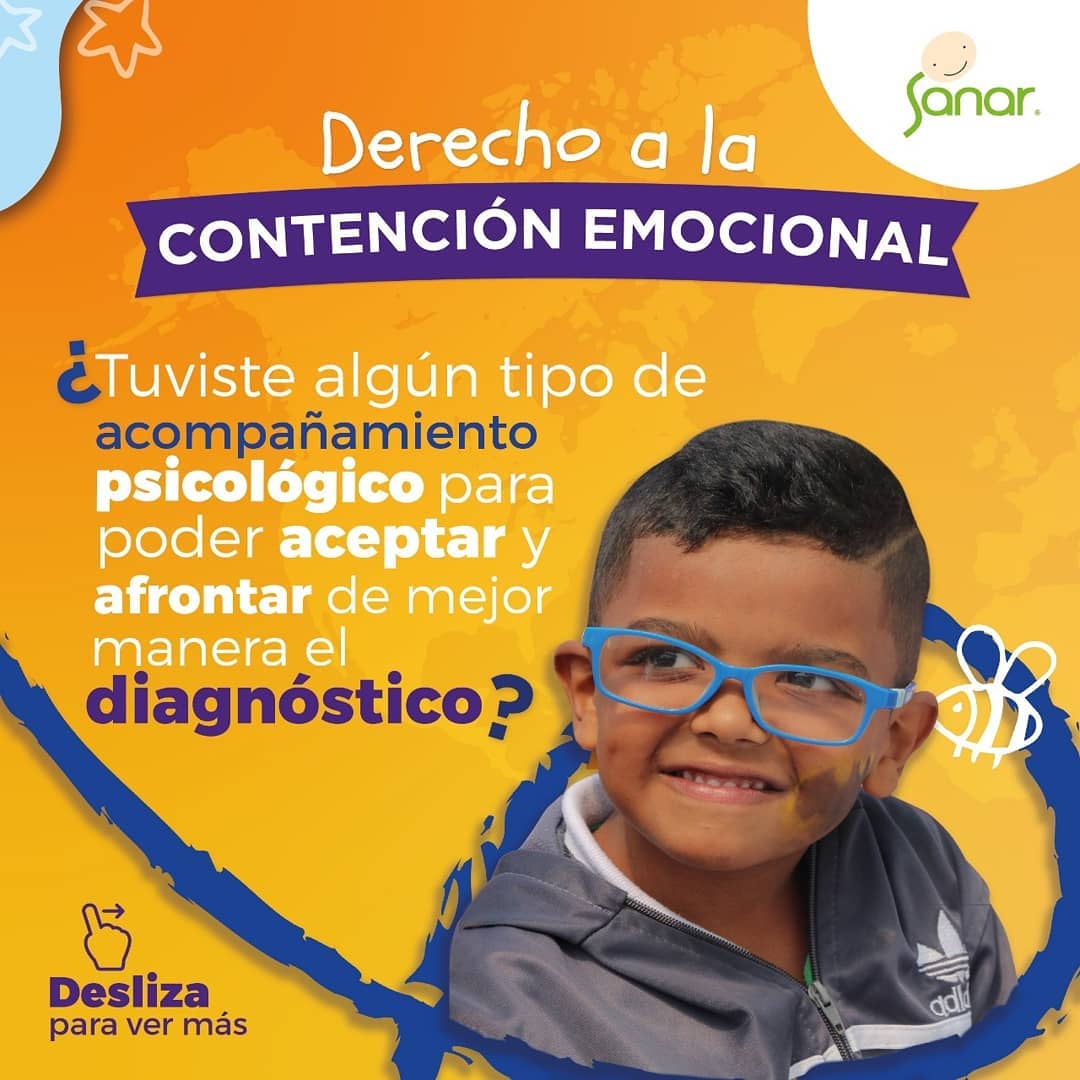 Sanar®
Derecho a la
CONTENCIÓN EMOCIONAL
¿Tuviste algún tipo de
acompañamiento
psicológico para
poder aceptar y
afrontar de mejor
manera el
diagnóstico?
adidas
Desliza
para ver más